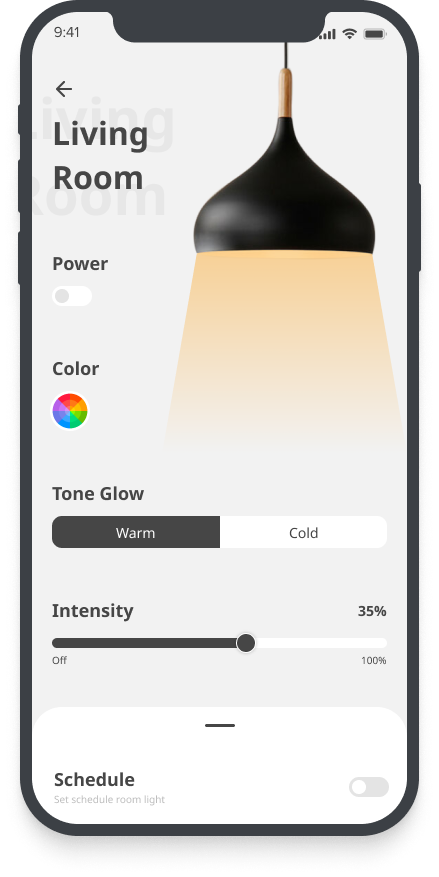 9:41
Living
Room
Living
Room
Power
Color
Tone Glow
Warm
Cold
Intensity
35%
Off
100%
Schedule
Set schedule room light